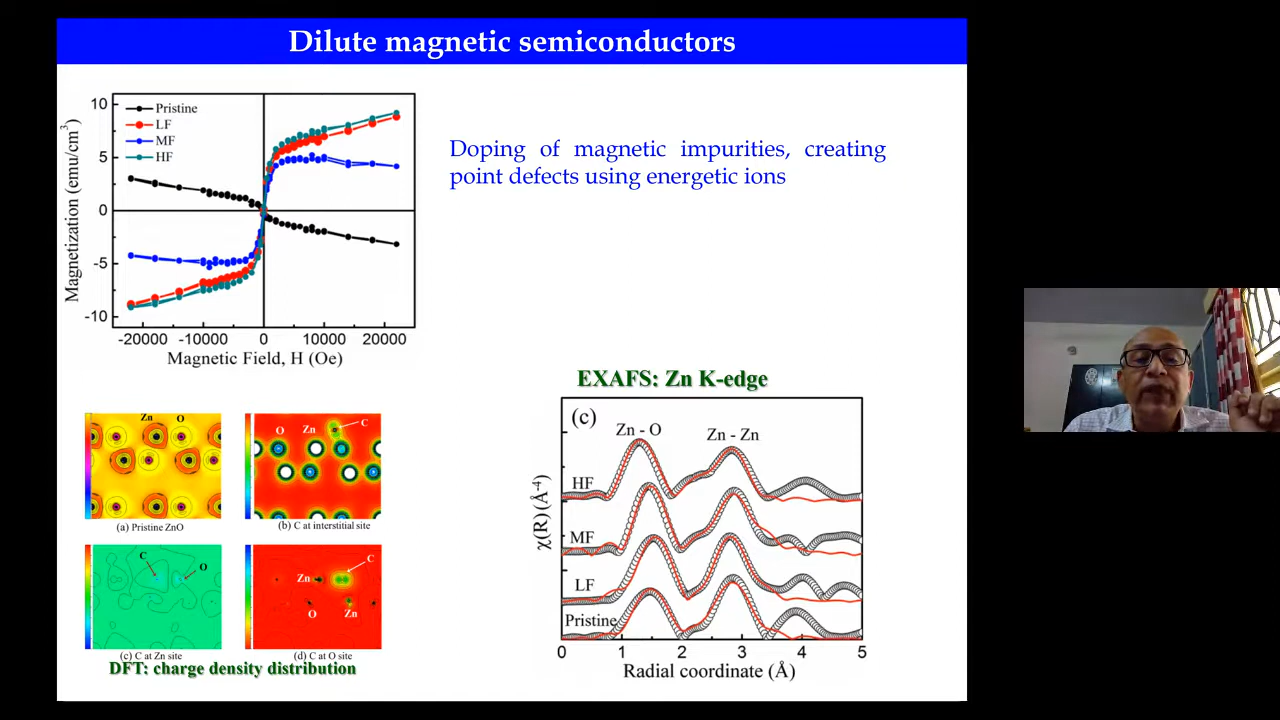 Dilute magnetic semiconductors
Magnetization (emu/cm³)
10
5
0
-5
-10
Pristine
LF
MF
HF
-20000 -10000 0 10000 20000
Magnetic Field, H (Oe)
Doping of magnetic impurities, creating
point defects using energetic ions
Zn O
(a) Pristine ZnO
O Zn C
(b) C at interstitial site
C O
(c) C at Zn site
Zn C
O Zn
(d) C at O site
DFT: charge density distribution
EXAFS: Zn K-edge
(c)
Zn - O Zn - Zn
HF
MF
LF
Pristine
χ(R) (Å⁻⁴)
0 1 2 3 4 5
Radial coordinate (Å)